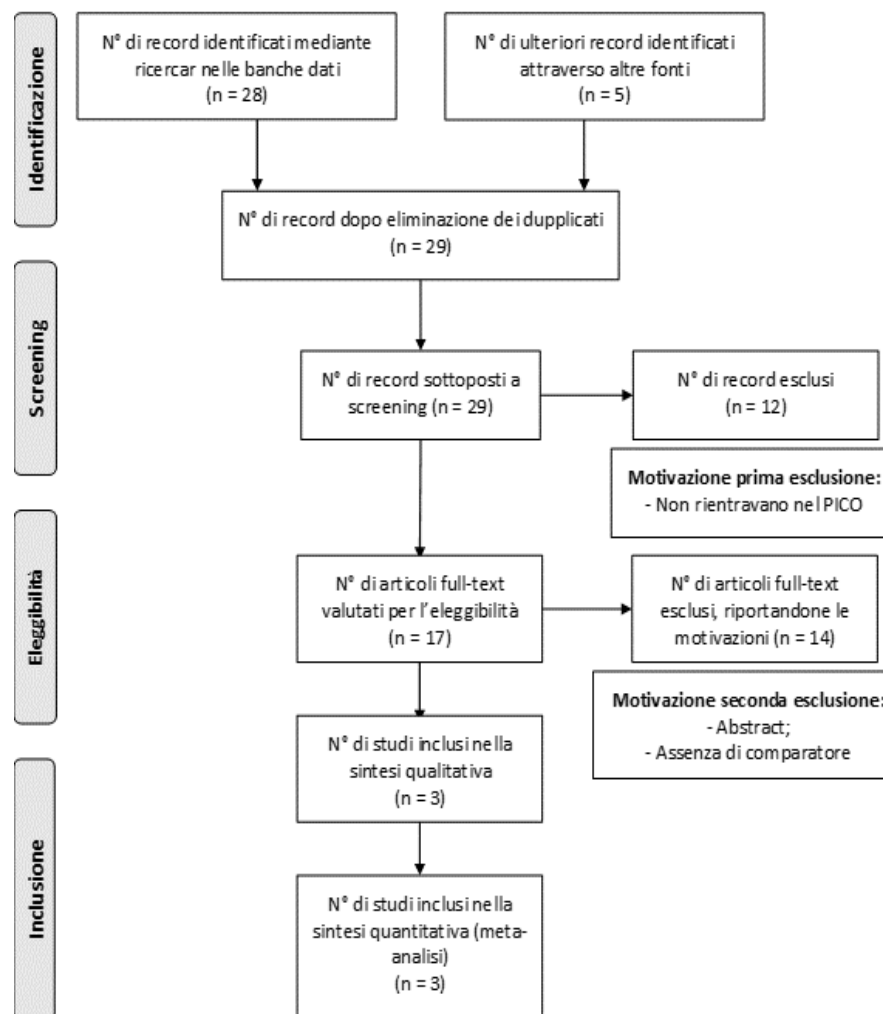 Identificazione
N° di record identificati mediante
ricercar nelle banche dati
(n = 28)
N° di ulteriori record identificati
attraverso altre fonti
(n = 5)
N° di record dopo eliminazione dei dupplicati
(n = 29)
Screening
N° di record sottoposti a
screening (n = 29)
N° di record esclusi
(n = 12)
Motivazione prima esclusione:
- Non rientravano nel PICO
Eleggibilità
N° di articoli full-text
valutati per l'eleggibilità
(n = 17)
N° di articoli full-text
esclusi, riportandone le
motivazioni (n = 14)
Motivazione seconda esclusione:
- Abstract;
- Assenza di comparatore
Inclusione
N° di studi inclusi nella
sintesi qualitativa
(n = 3)
N° di studi inclusi nella
sintesi quantitativa (meta-
analisi)
(n = 3)